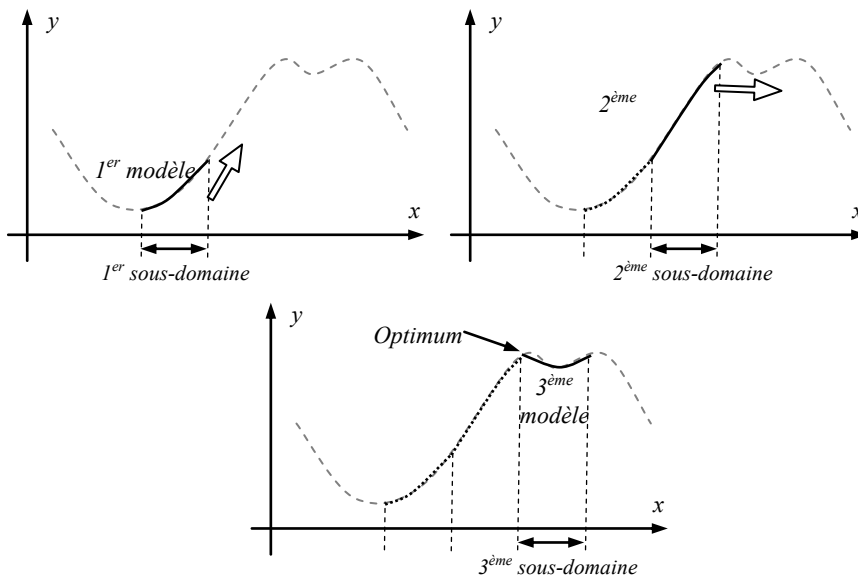 y
1er modèle
x
1er sous-domaine
y
2ème
x
2ème sous-domaine
y
Optimum
3ème
modèle
x
3ème sous-domaine